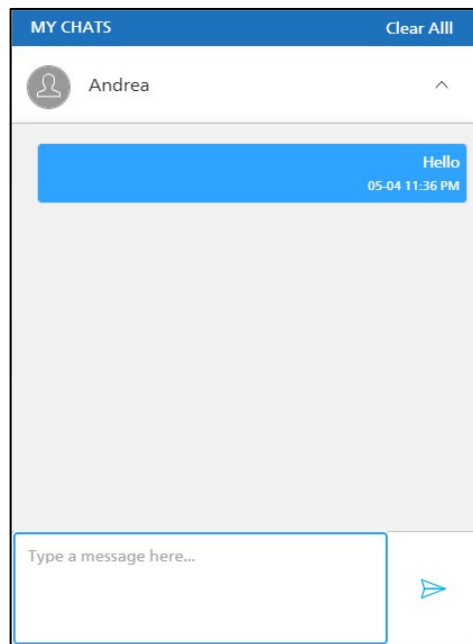 MY CHATS Clear Alll
Andrea
Hello
05-04 11:36 PM
Type a message here...